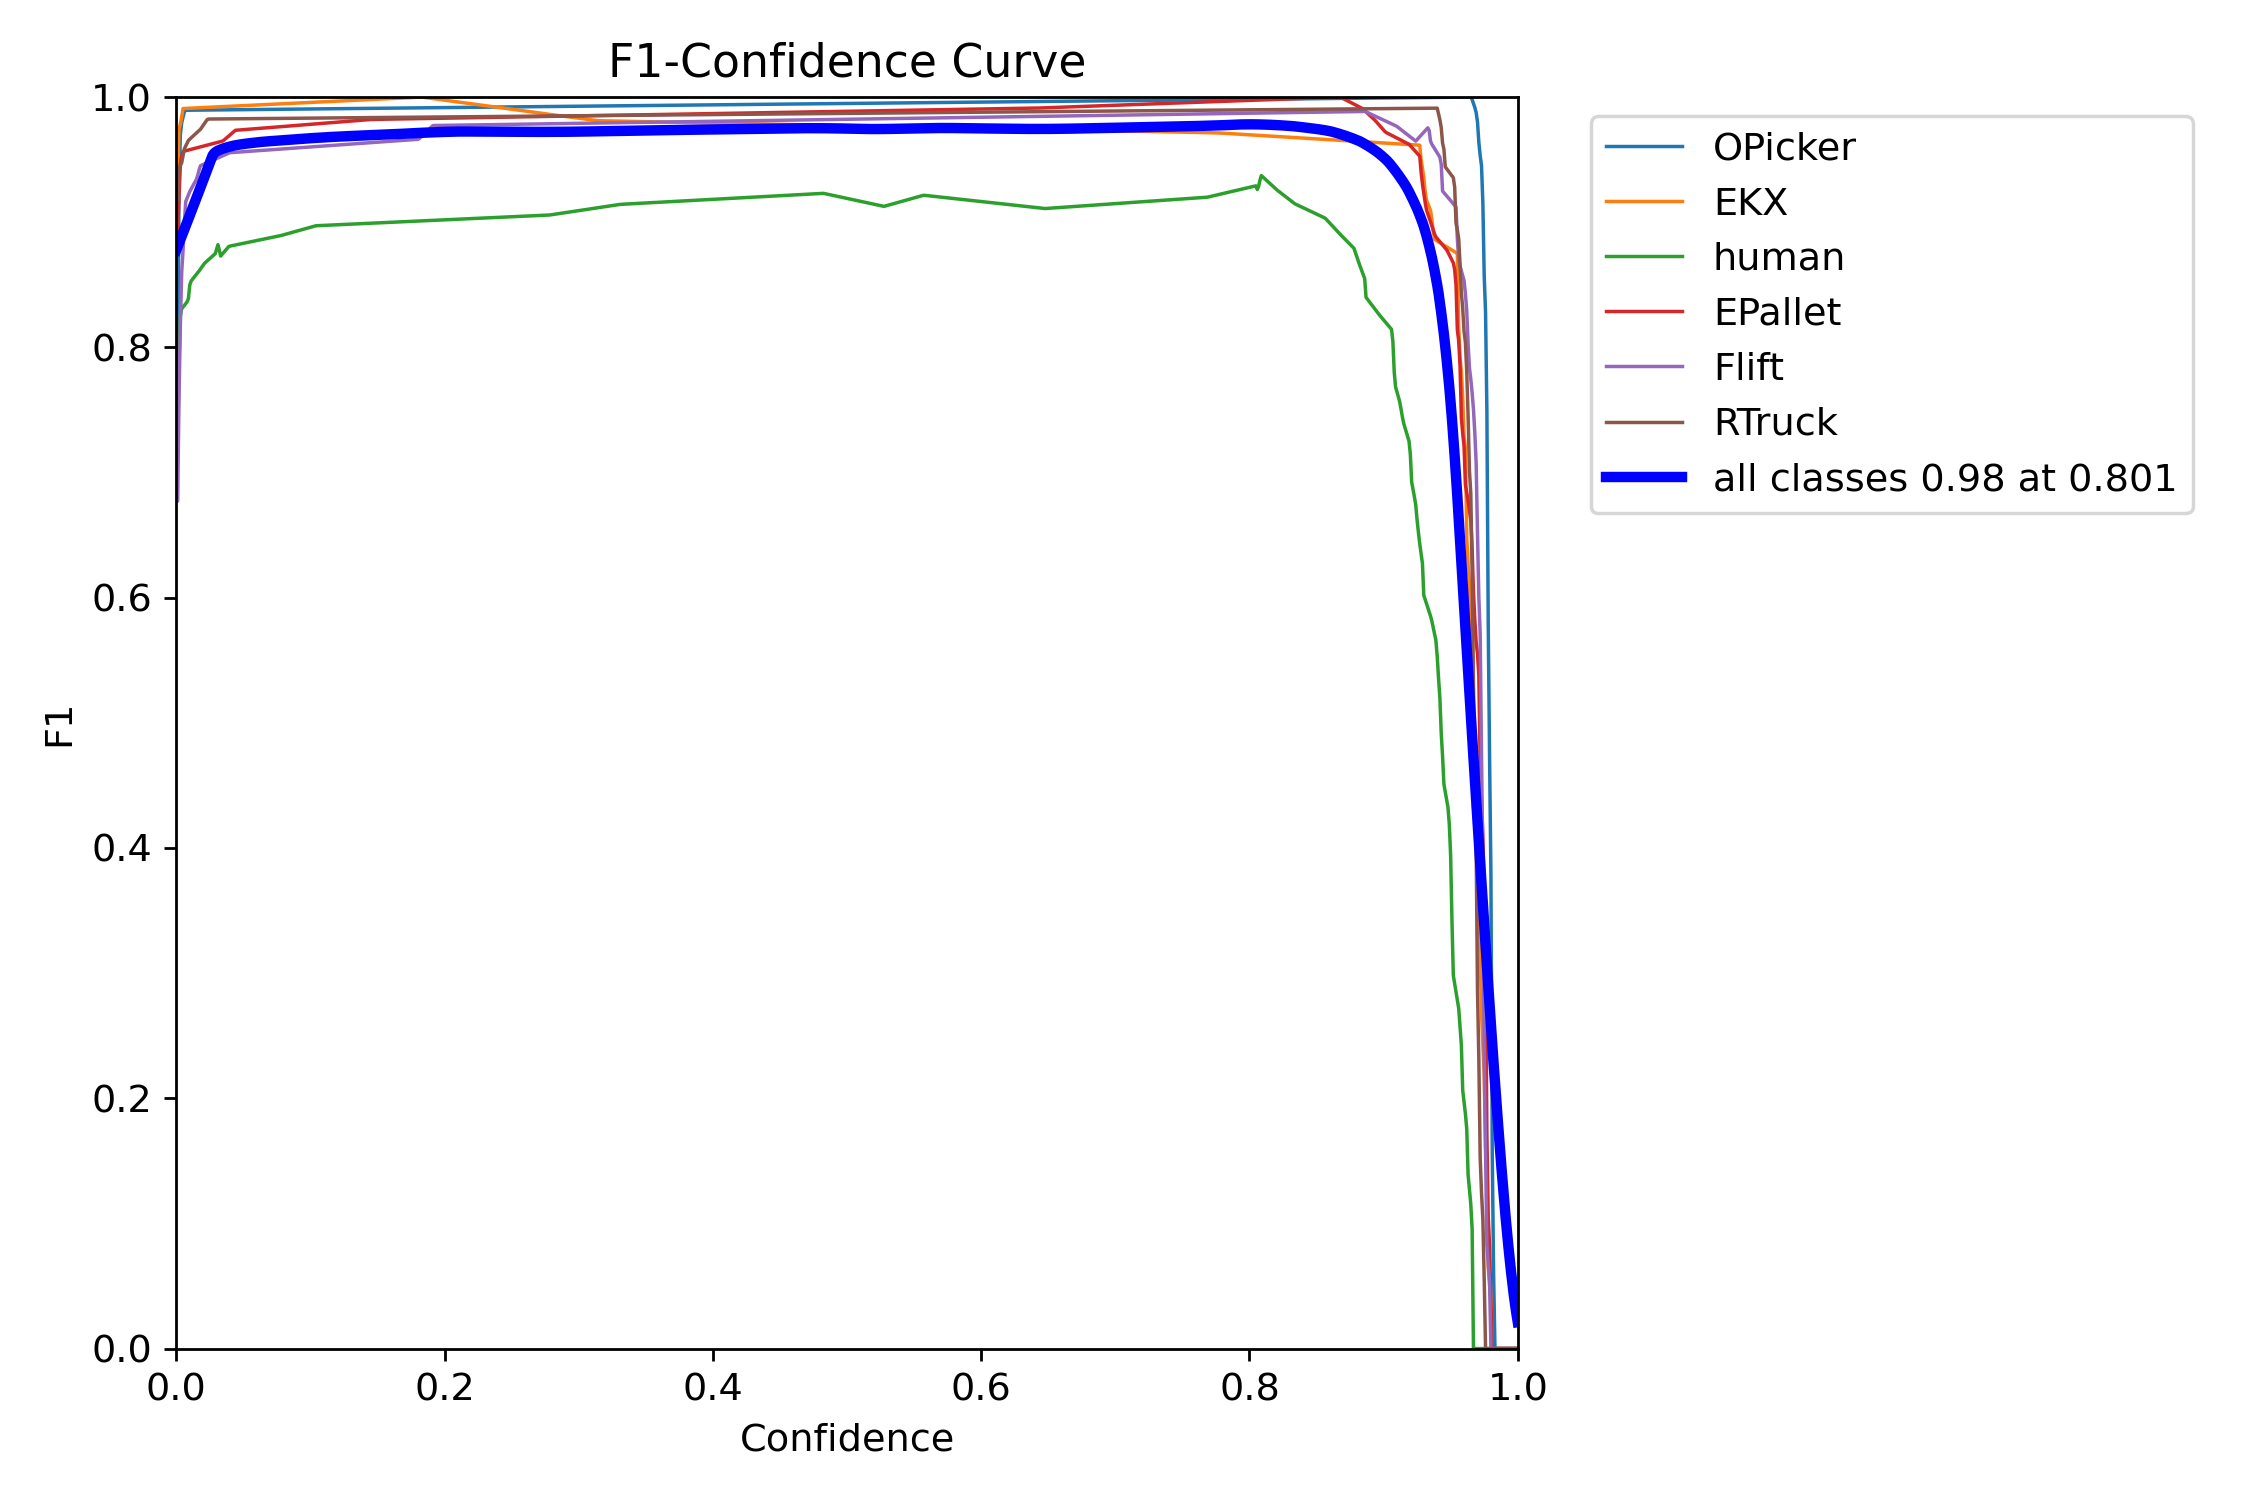 F1-Confidence Curve
1.0
0.8
0.6
0.4
0.2
0.0
F1
0.0 0.2 0.4 0.6 0.8 1.0
Confidence
OPicker
EKX
human
EPallet
Flift
RTruck
all classes 0.98 at 0.801